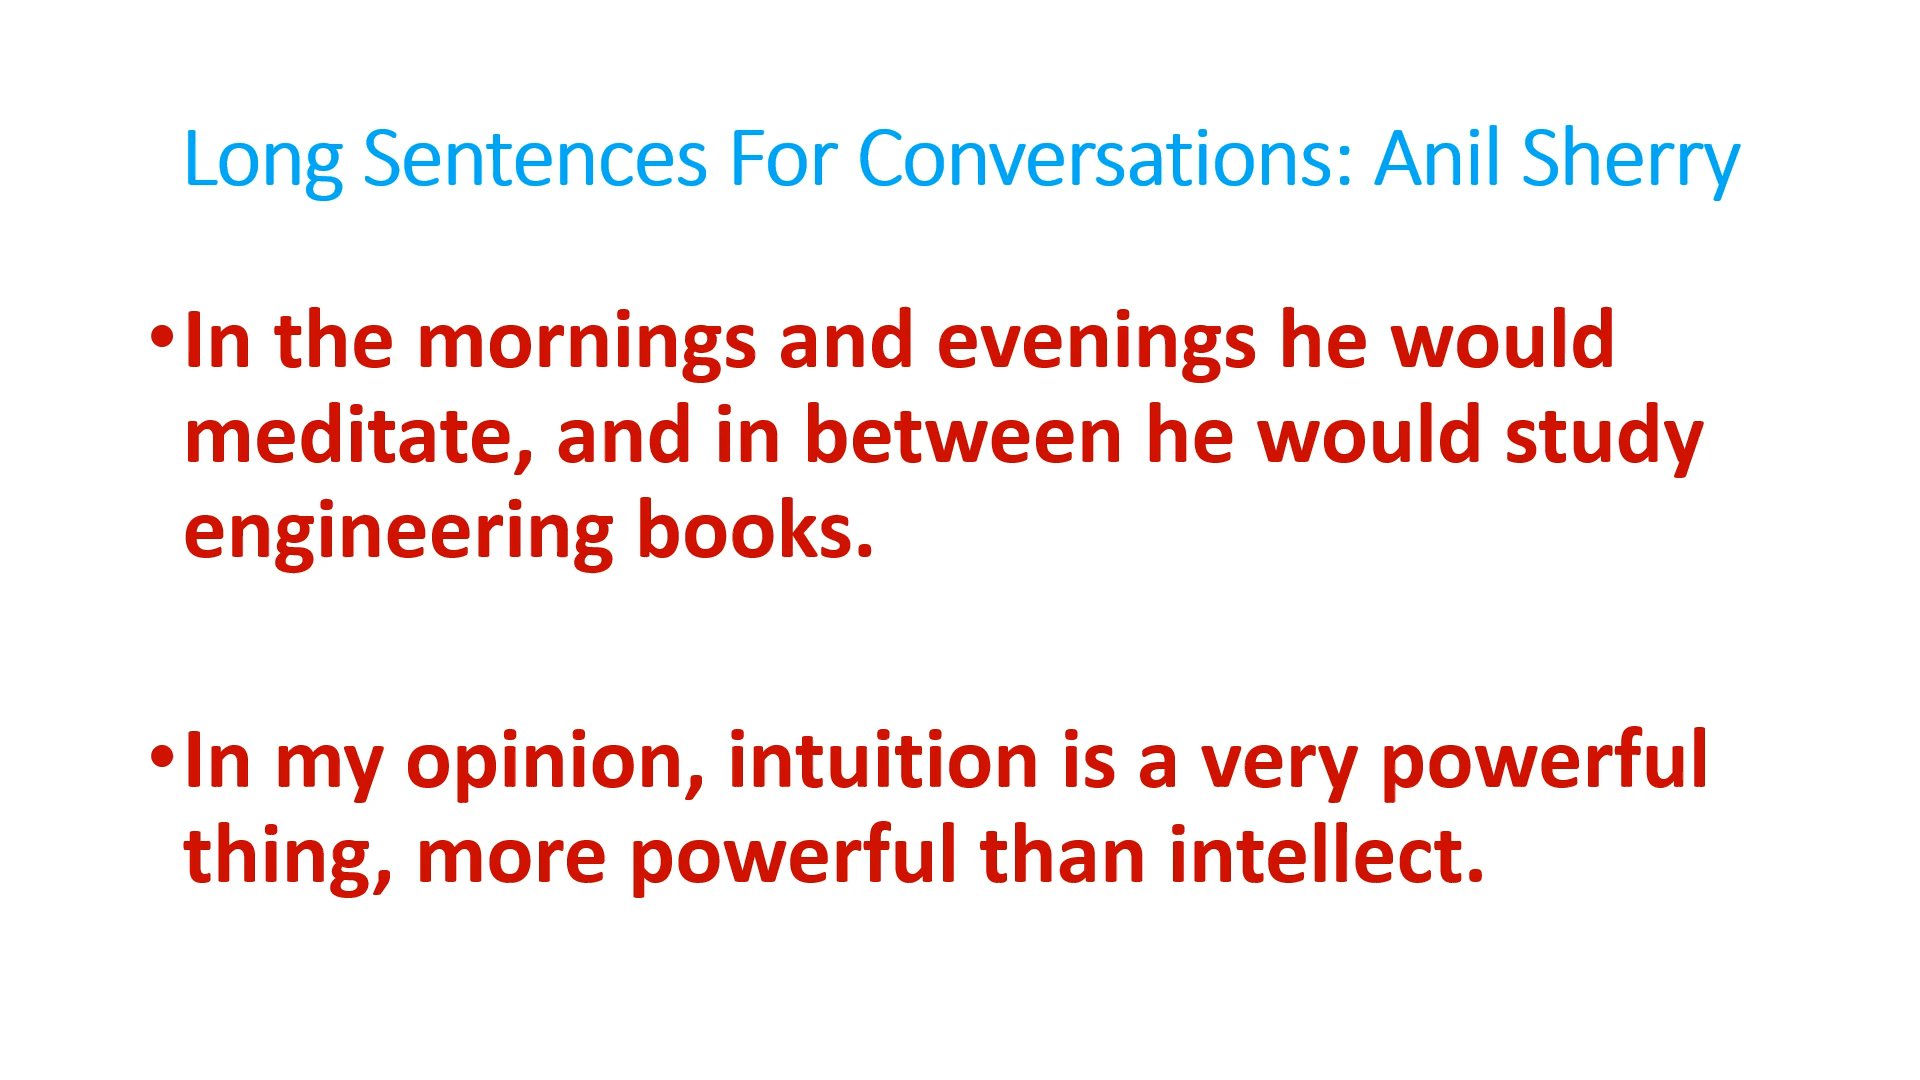 Long Sentences For Conversations: Anil Sherry
•In the mornings and evenings he would
meditate, and in between he would study
engineering books.
•In my opinion, intuition is a very powerful
thing, more powerful than intellect.